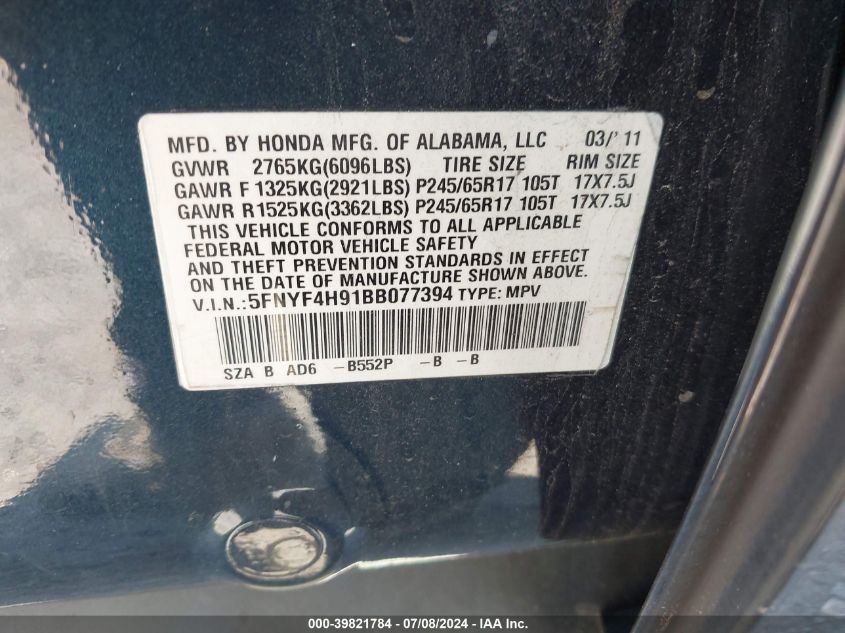 MFD. BY HONDA MFG. OF ALABAMA, LLC 03/' 11
GVWR 2765KG(6096LBS) TIRE SIZE RIM SIZE
GAWR F 1325KG(2921LBS) P245/65R17 105T 17X7.5J
GAWR R 1525KG(3362LBS) P245/65R17 105T 17X7.5J
THIS VEHICLE CONFORMS TO ALL APPLICABLE
FEDERAL MOTOR VEHICLE SAFETY
AND THEFT PREVENTION STANDARDS IN EFFECT
ON THE DATE OF MANUFACTURE SHOWN ABOVE.
V.I.N.:5FNYF4H91BB077394 TYPE: MPV
SZA B AD6 -B552P -B -B
000-39821784 - 07/08/2024 - IAA Inc.